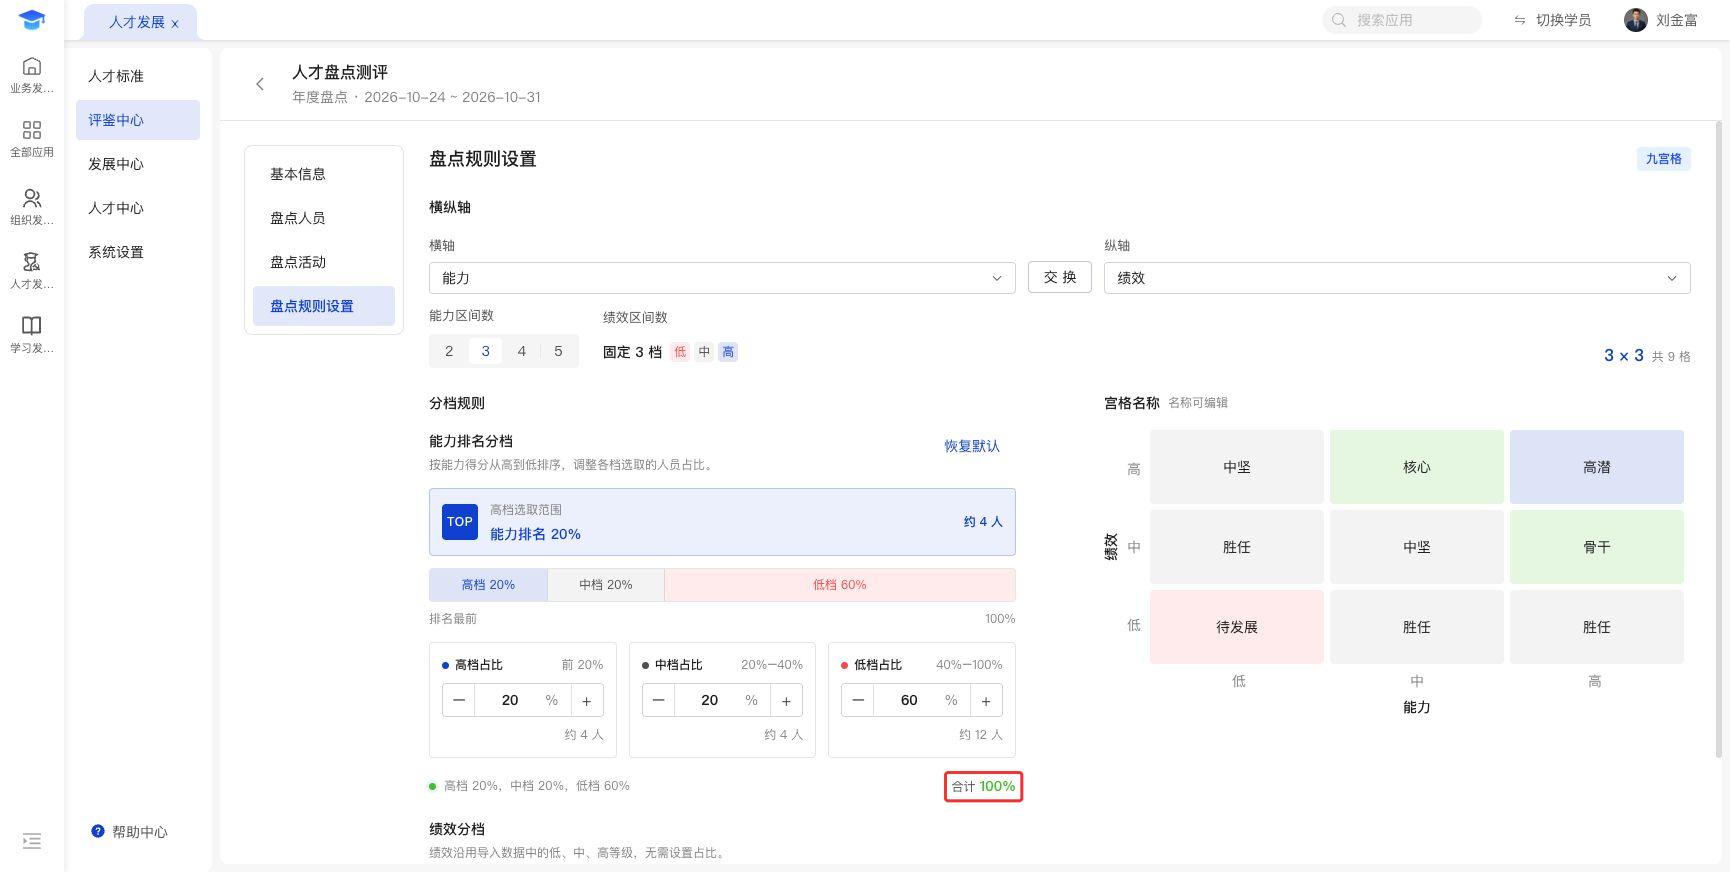 人才发展 x
搜索应用
切换学员
刘金富
业务发...
全部应用
组织发...
人才发...
学习发...
人才标准
评鉴中心
发展中心
人才中心
系统设置
帮助中心
人才盘点测评
年度盘点 · 2026-10-24 ~ 2026-10-31
基本信息
盘点人员
盘点活动
盘点规则设置
盘点规则设置
九宫格
横纵轴
横轴
能力
交 换
纵轴
绩效
能力区间数
2 3 4 5
绩效区间数
固定 3 档 低 中 高
3 × 3 共 9 格
分档规则
能力排名分档
按能力得分从高到低排序，调整各档选取的人员占比。
恢复默认
TOP
高档选取范围
能力排名 20%
约 4 人
高档 20% 中档 20% 低档 60%
排名最前 100%
高档占比 前 20%
— 20 % +
约 4 人
中档占比 20%—40%
— 20 % +
约 4 人
低档占比 40%—100%
— 60 % +
约 12 人
高档 20%，中档 20%，低档 60%
合计 100%
绩效分档
绩效沿用导入数据中的低、中、高等级，无需设置占比。
宫格名称 名称可编辑
绩效
高 中坚 核心 高潜
中 胜任 中坚 骨干
低 待发展 胜任 胜任
低 中 高
能力